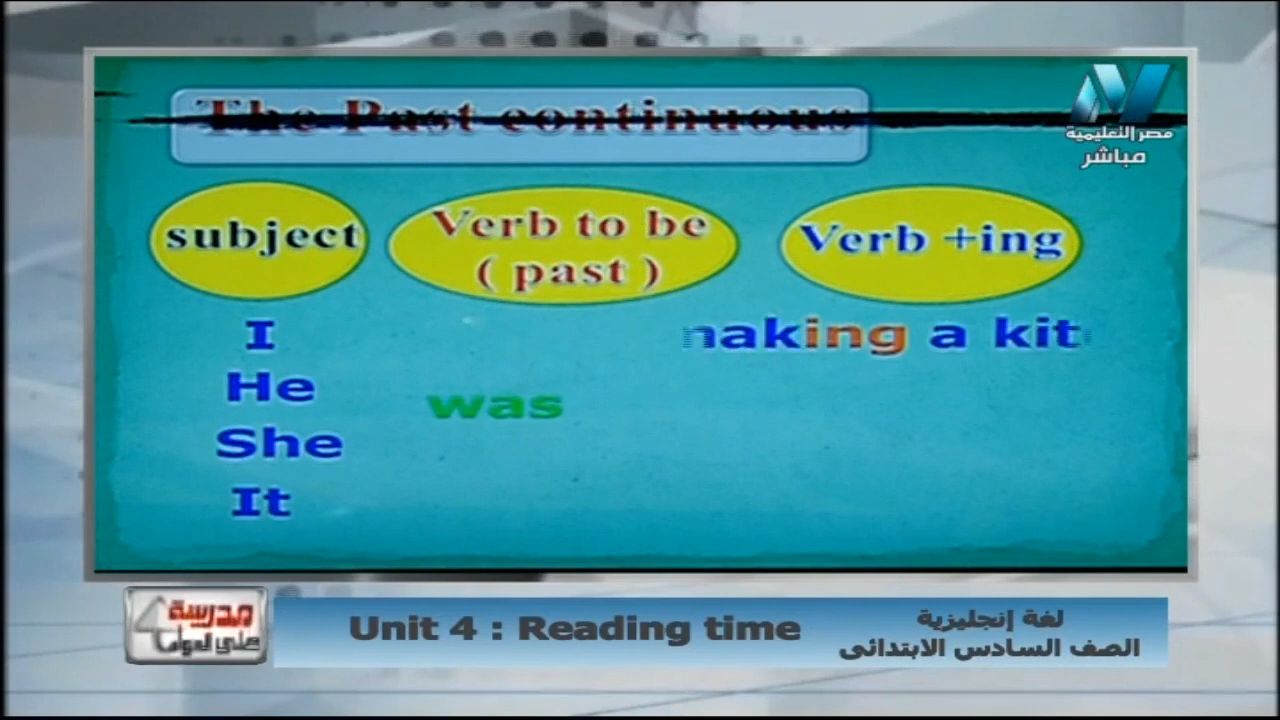 The Past continuous
مصر التعليمية
مباشر
subject
Verb to be
( past )
Verb +ing
I
making a kit
He
was
She
It
مدرسة
على الهواء
Unit 4 : Reading time
لغة إنجليزية
الصف السادس الابتدائى